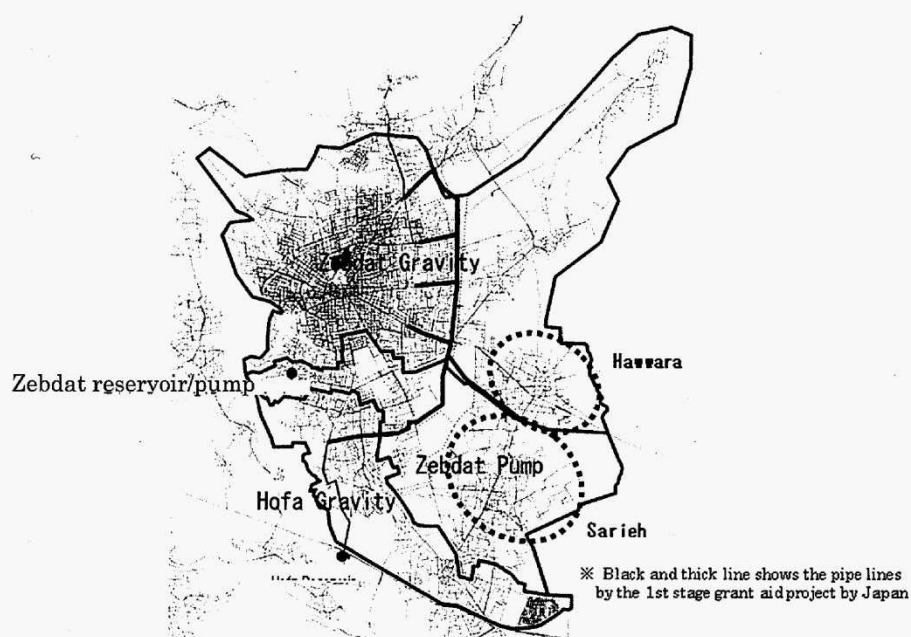 Zebdat Gravity
Hawwara
Zebdat reservoir/pump
Zebdat Pump
Hofa Gravity
Sarieh
※ Black and thick line shows the pipe lines
by the 1st stage grant aid project by Japan